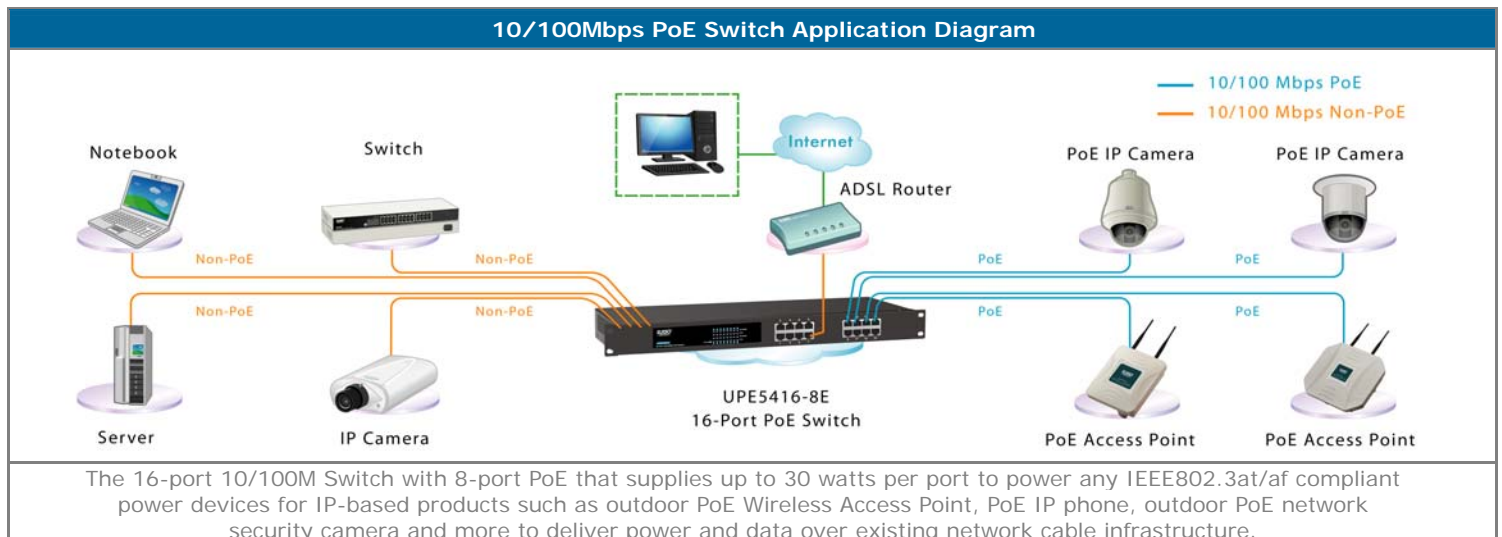 10/100Mbps PoE Switch Application Diagram
10/100 Mbps PoE
10/100 Mbps Non-PoE
Notebook
Switch
Internet
ADSL Router
PoE IP Camera
PoE IP Camera
Non-PoE
Non-PoE
PoE
PoE
Non-PoE
Non-PoE
PoE
PoE
Server
IP Camera
UPE5416-8E
16-Port PoE Switch
PoE Access Point
PoE Access Point
The 16-port 10/100M Switch with 8-port PoE that supplies up to 30 watts per port to power any IEEE802.3at/af compliant
power devices for IP-based products such as outdoor PoE Wireless Access Point, PoE IP phone, outdoor PoE network
security camera and more to deliver power and data over existing network cable infrastructure.